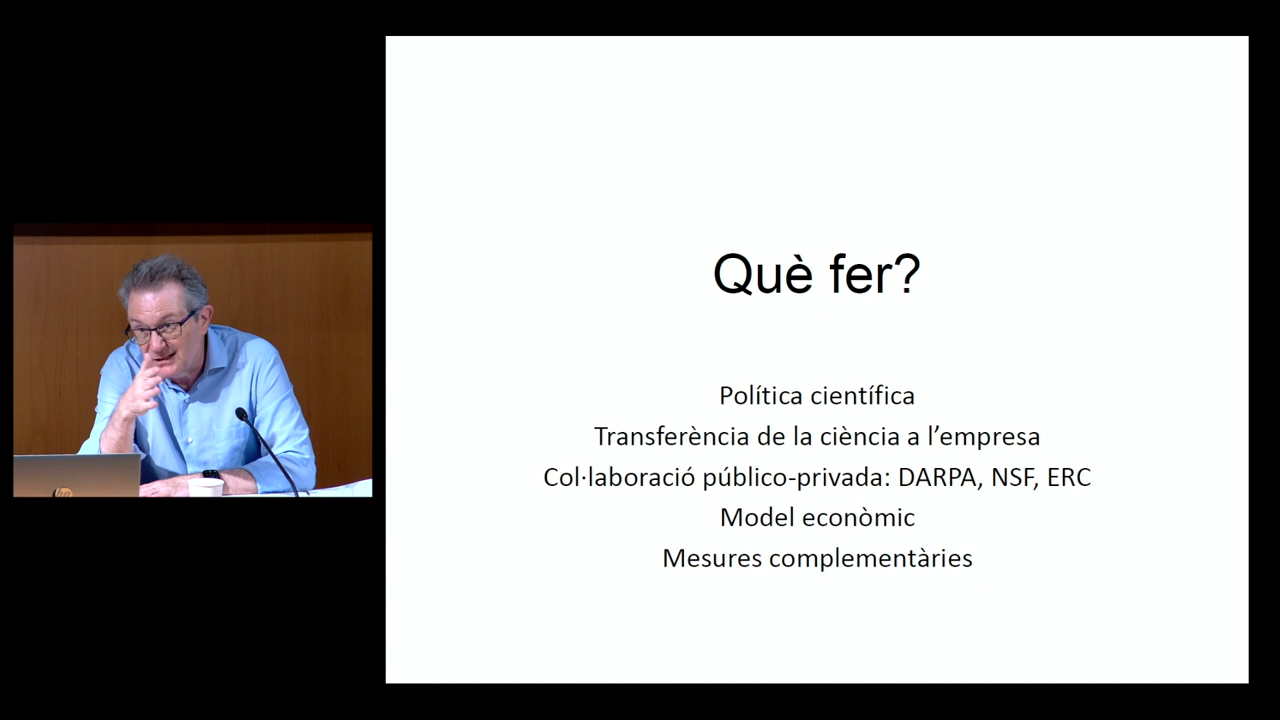 Què fer?
Política científica
Transferència de la ciència a l’empresa
Col·laboració público-privada: DARPA, NSF, ERC
Model econòmic
Mesures complementàries
hp